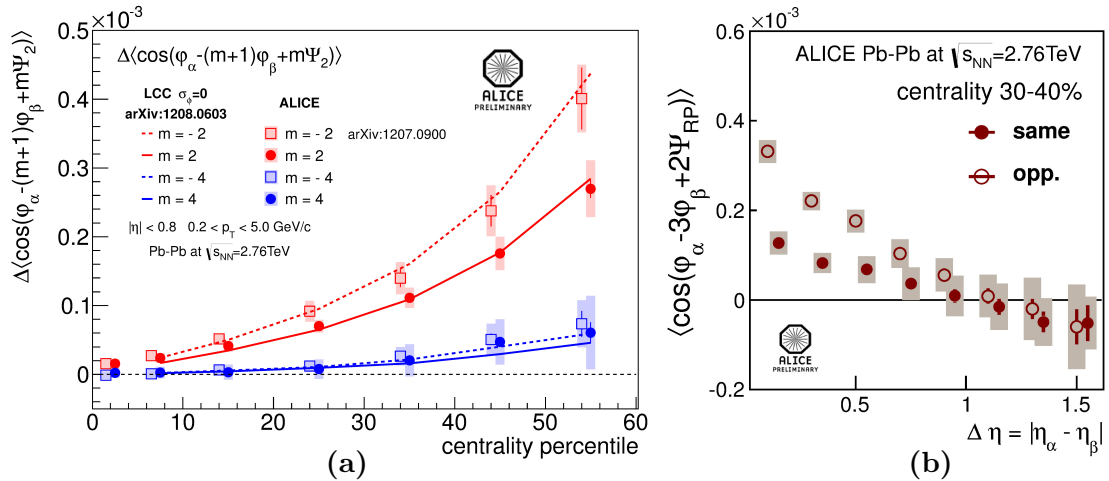 ×10⁻³
0.5
0.4
0.3
0.2
0.1
0
Δ⟨cos(φα-(m+1)φβ+mΨ2)⟩
Δ⟨cos(φα-(m+1)φβ+mΨ2)⟩
LCC σϕ=0
arXiv:1208.0603
m = - 2
m = 2
m = - 4
m = 4
ALICE
m = - 2 arXiv:1207.0900
m = 2
m = - 4
m = 4
|η| < 0.8 0.2 < pT < 5.0 GeV/c
Pb-Pb at √sNN=2.76TeV
ALICE
PRELIMINARY
0 10 20 30 40 50 60
centrality percentile
(a)
×10⁻³
0.6
0.4
0.2
0
-0.2
⟨cos(φα-3φβ+2ΨRP)⟩
ALICE Pb-Pb at √sNN=2.76TeV
centrality 30-40%
same
opp.
ALICE
PRELIMINARY
0.5 1 1.5
Δ η = |ηα - ηβ|
(b)